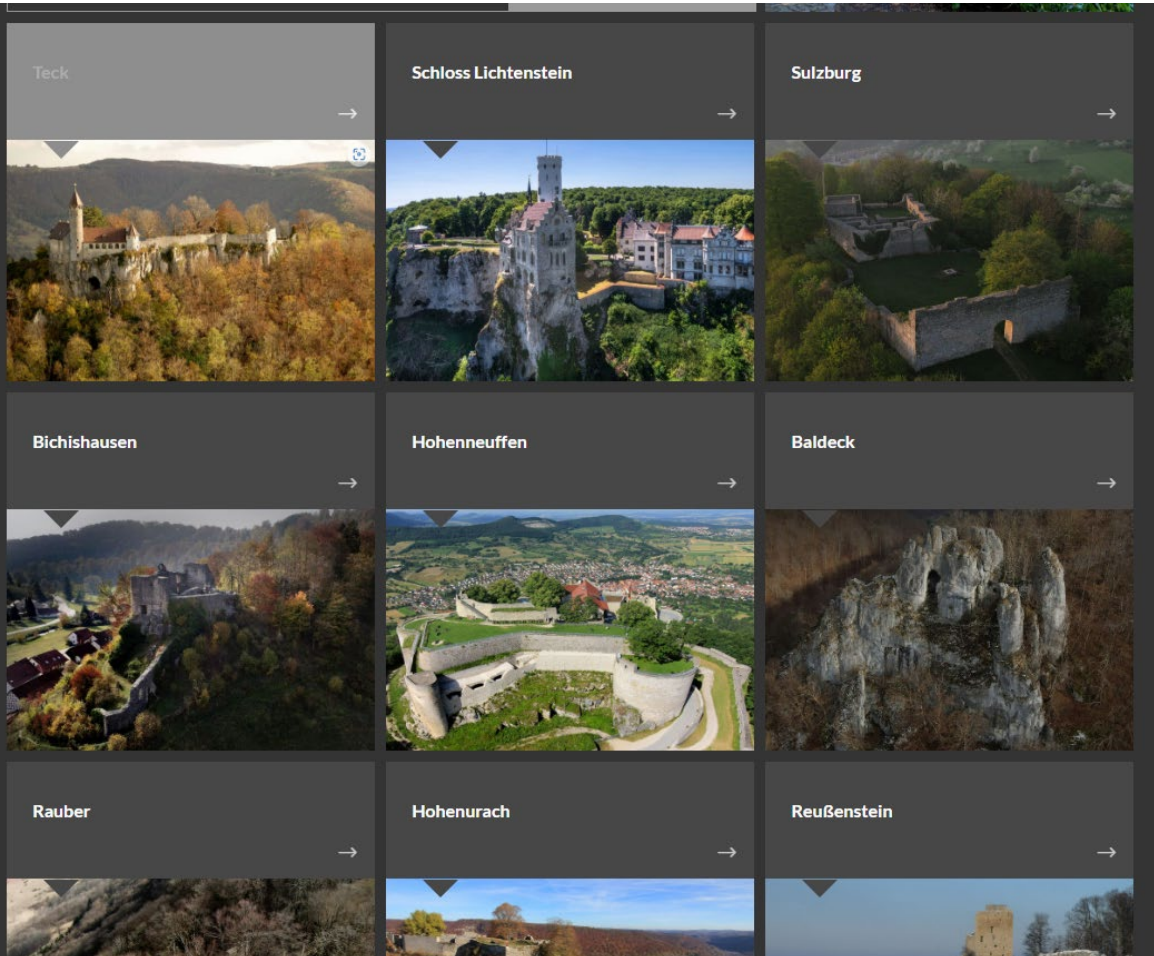 Teck
Schloss Lichtenstein
Sulzburg
Bichishausen
Hohenneuffen
Baldeck
Rauber
Hohenurach
Reußenstein